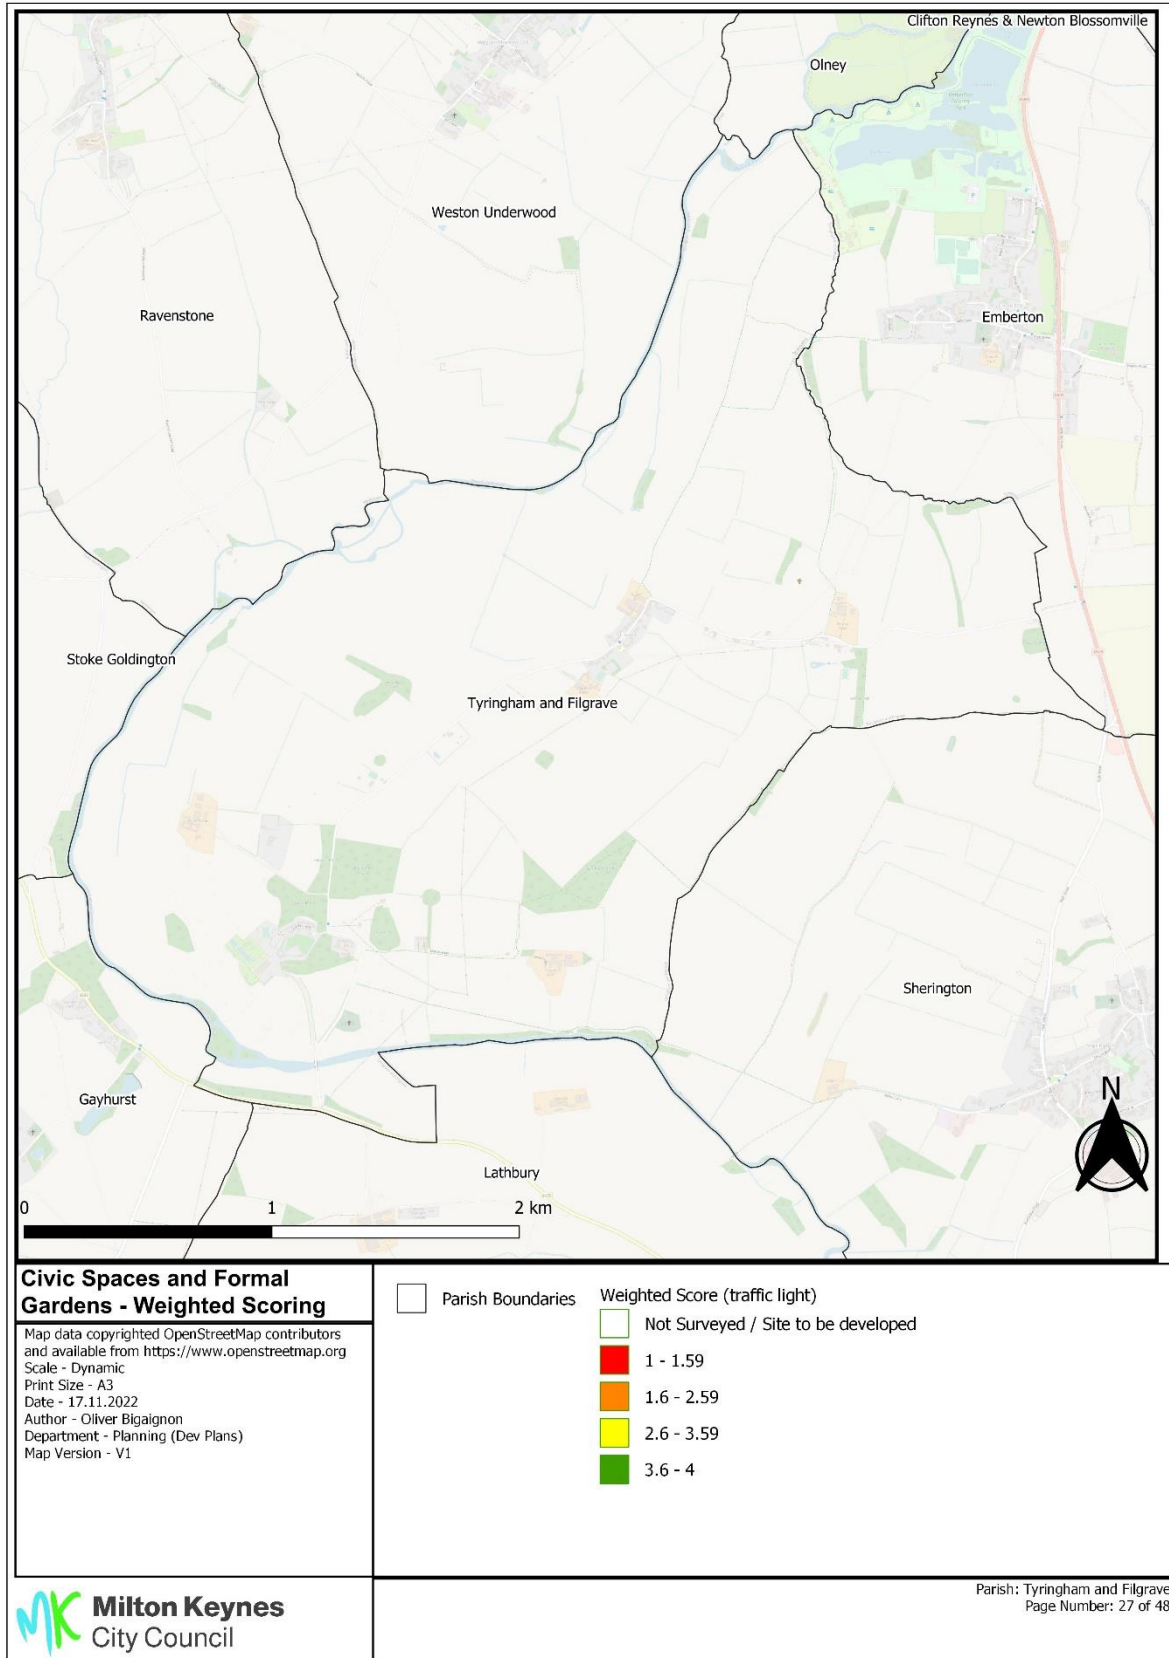 Clifton Reynes & Newton Blossomville
Olney
Weston Underwood
Ravenstone
Emberton
Stoke Goldington
Tyringham and Filgrave
Sherington
Gayhurst
Lathbury
N
0 1 2 km
Civic Spaces and Formal
Gardens - Weighted Scoring
Map data copyrighted OpenStreetMap contributors
and available from https://www.openstreetmap.org
Scale - Dynamic
Print Size - A3
Date - 17.11.2022
Author - Oliver Bigaignon
Department - Planning (Dev Plans)
Map Version - V1
Parish Boundaries
Weighted Score (traffic light)
Not Surveyed / Site to be developed
1 - 1.59
1.6 - 2.59
2.6 - 3.59
3.6 - 4
MK Milton Keynes
City Council
Parish: Tyringham and Filgrave
Page Number: 27 of 48